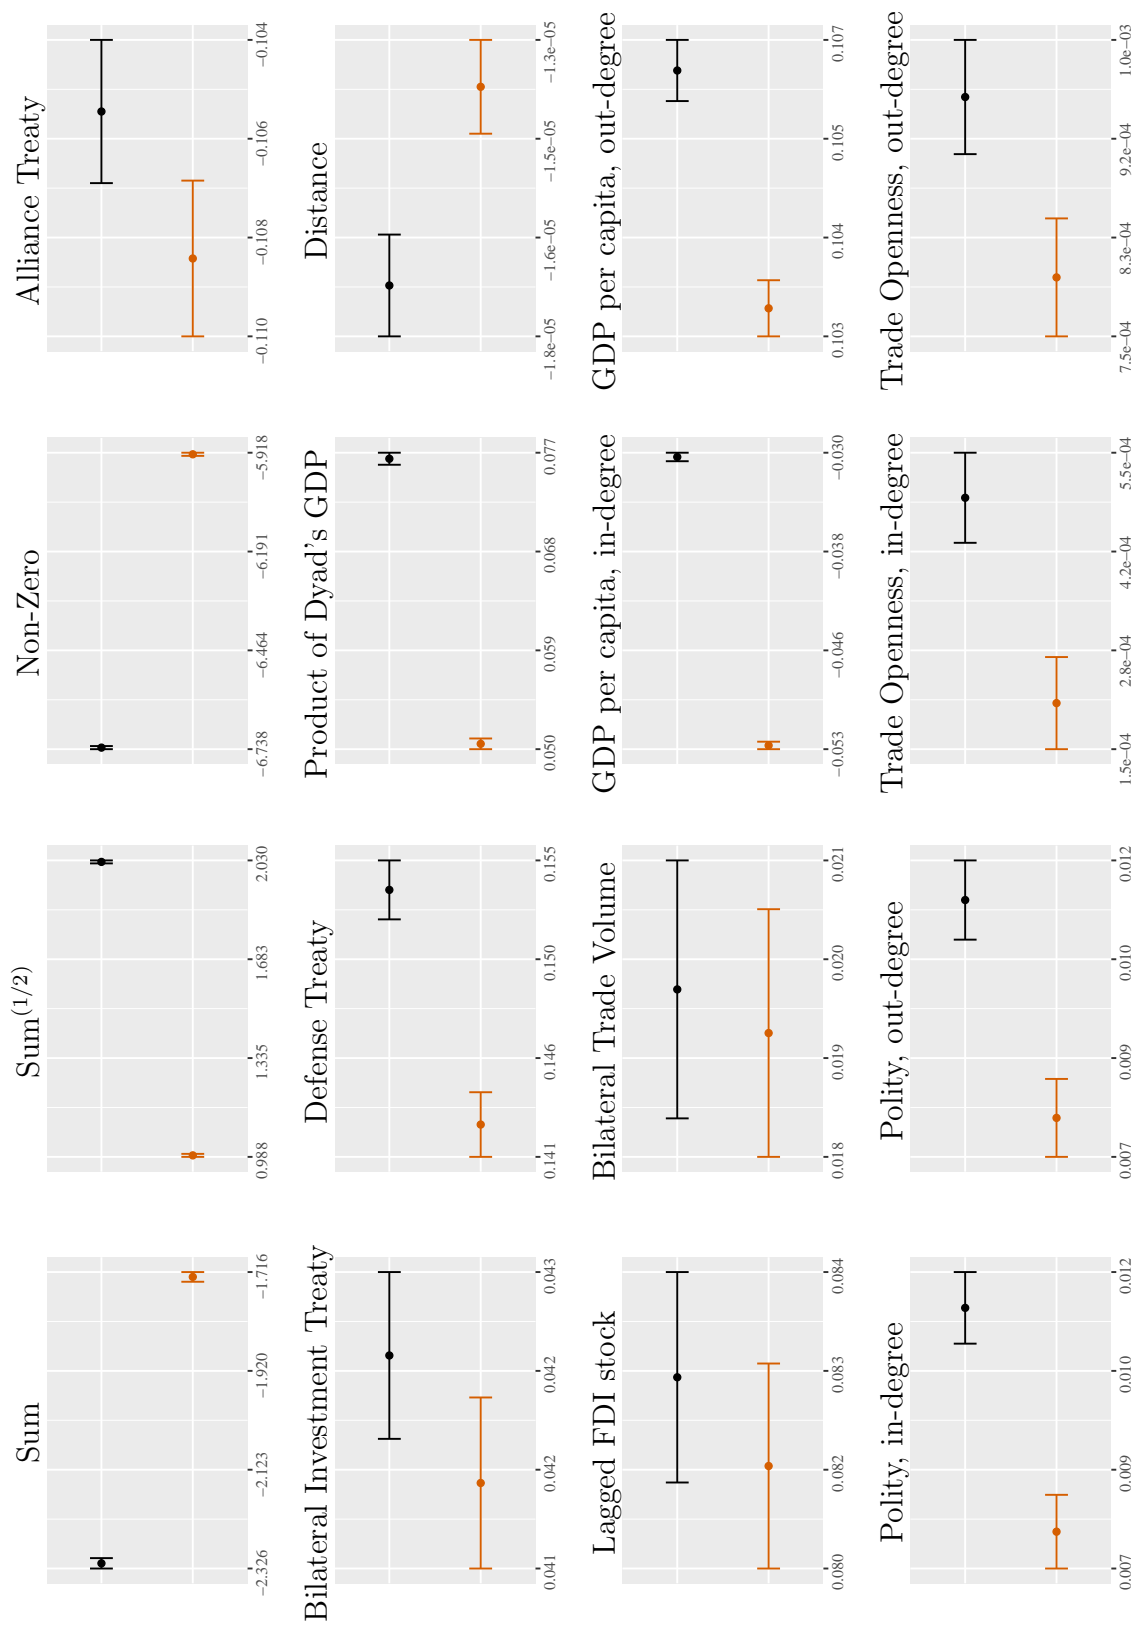 Sum
−2.326 −2.123 −1.920 −1.716
Sum(1/2)
0.988 1.335 1.683 2.030
Non-Zero
−6.738 −6.464 −6.191 −5.918
Alliance Treaty
−0.110 −0.108 −0.106 −0.104
Bilateral Investment Treaty
0.041 0.042 0.042 0.043
Defense Treaty
0.141 0.146 0.150 0.155
Product of Dyad's GDP
0.050 0.059 0.068 0.077
Distance
−1.8e−05 −1.6e−05 −1.5e−05 −1.3e−05
Lagged FDI stock
0.080 0.082 0.083 0.084
Bilateral Trade Volume
0.018 0.019 0.020 0.021
GDP per capita, in-degree
−0.053 −0.046 −0.038 −0.030
GDP per capita, out-degree
0.103 0.104 0.105 0.107
Polity, in-degree
0.007 0.009 0.010 0.012
Polity, out-degree
0.007 0.009 0.010 0.012
Trade Openness, in-degree
1.5e−04 2.8e−04 4.2e−04 5.5e−04
Trade Openness, out-degree
7.5e−04 8.3e−04 9.2e−04 1.0e−03